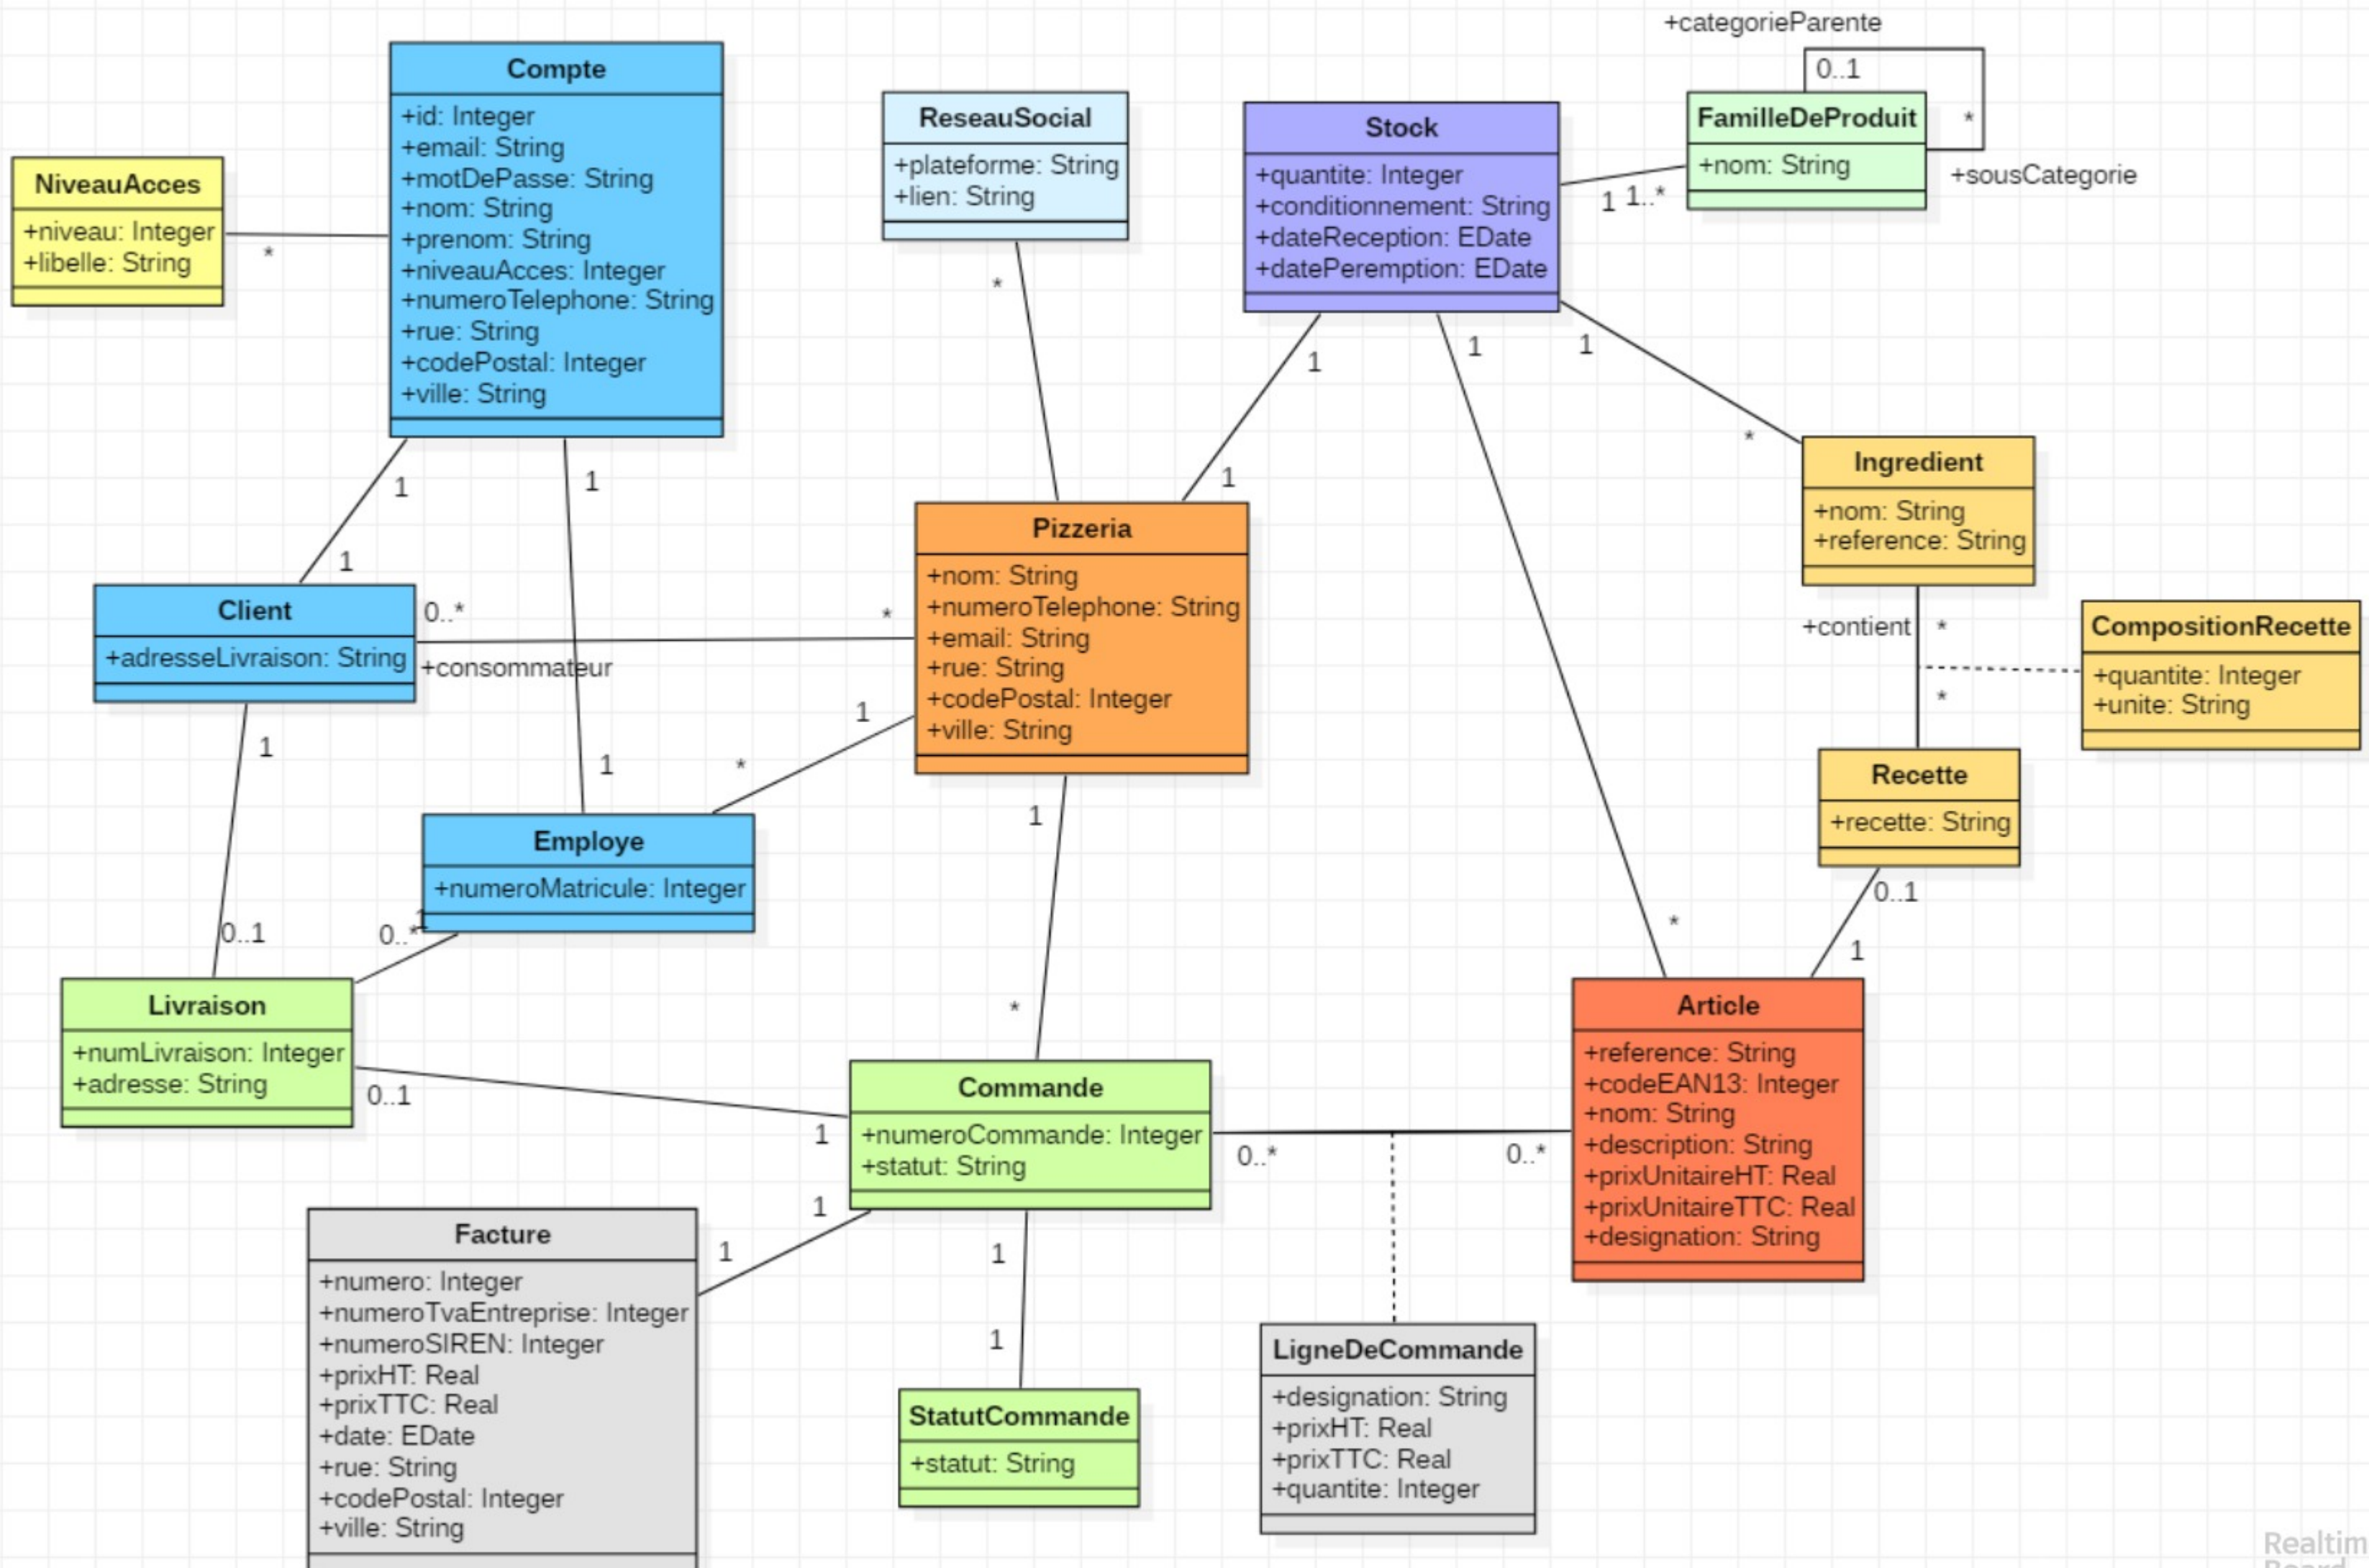 +categorieParente
0..1
FamilleDeProduit
*
+nom: String
+sousCategorie
Compte
+id: Integer
+email: String
+motDePasse: String
+nom: String
+prenom: String
+niveauAcces: Integer
+numeroTelephone: String
+rue: String
+codePostal: Integer
+ville: String
ReseauSocial
+plateforme: String
+lien: String
Stock
+quantite: Integer
+conditionnement: String
+dateReception: EDate
+datePeremption: EDate
1 1..*
NiveauAcces
+niveau: Integer
+libelle: String
*
*
1
1
1
*
1
1
1
1
Ingredient
+nom: String
+reference: String
Pizzeria
+nom: String
+numeroTelephone: String
+email: String
+rue: String
+codePostal: Integer
+ville: String
Client
+adresseLivraison: String
0..*
*
+consommateur
+contient
*
*
CompositionRecette
+quantite: Integer
+unite: String
1
1
*
1
1
Recette
+recette: String
0..1
1
Employe
+numeroMatricule: Integer
0..1
0..*
1
*
*
Livraison
+numLivraison: Integer
+adresse: String
0..1
1
Commande
+numeroCommande: Integer
+statut: String
0..*
0..*
Article
+reference: String
+codeEAN13: Integer
+nom: String
+description: String
+prixUnitaireHT: Real
+prixUnitaireTTC: Real
+designation: String
1
1
1
1
Facture
+numero: Integer
+numeroTvaEntreprise: Integer
+numeroSIREN: Integer
+prixHT: Real
+prixTTC: Real
+date: EDate
+rue: String
+codePostal: Integer
+ville: String
StatutCommande
+statut: String
LigneDeCommande
+designation: String
+prixHT: Real
+prixTTC: Real
+quantite: Integer
Realtim
Board